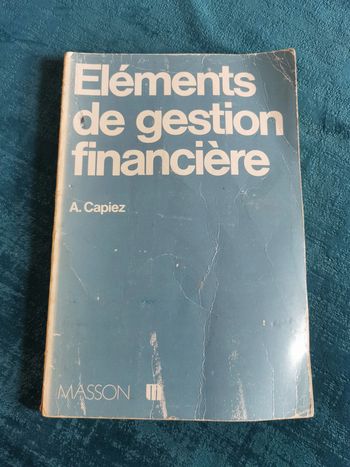 Eléments
de gestion
financière
A. Capiez
MASSON